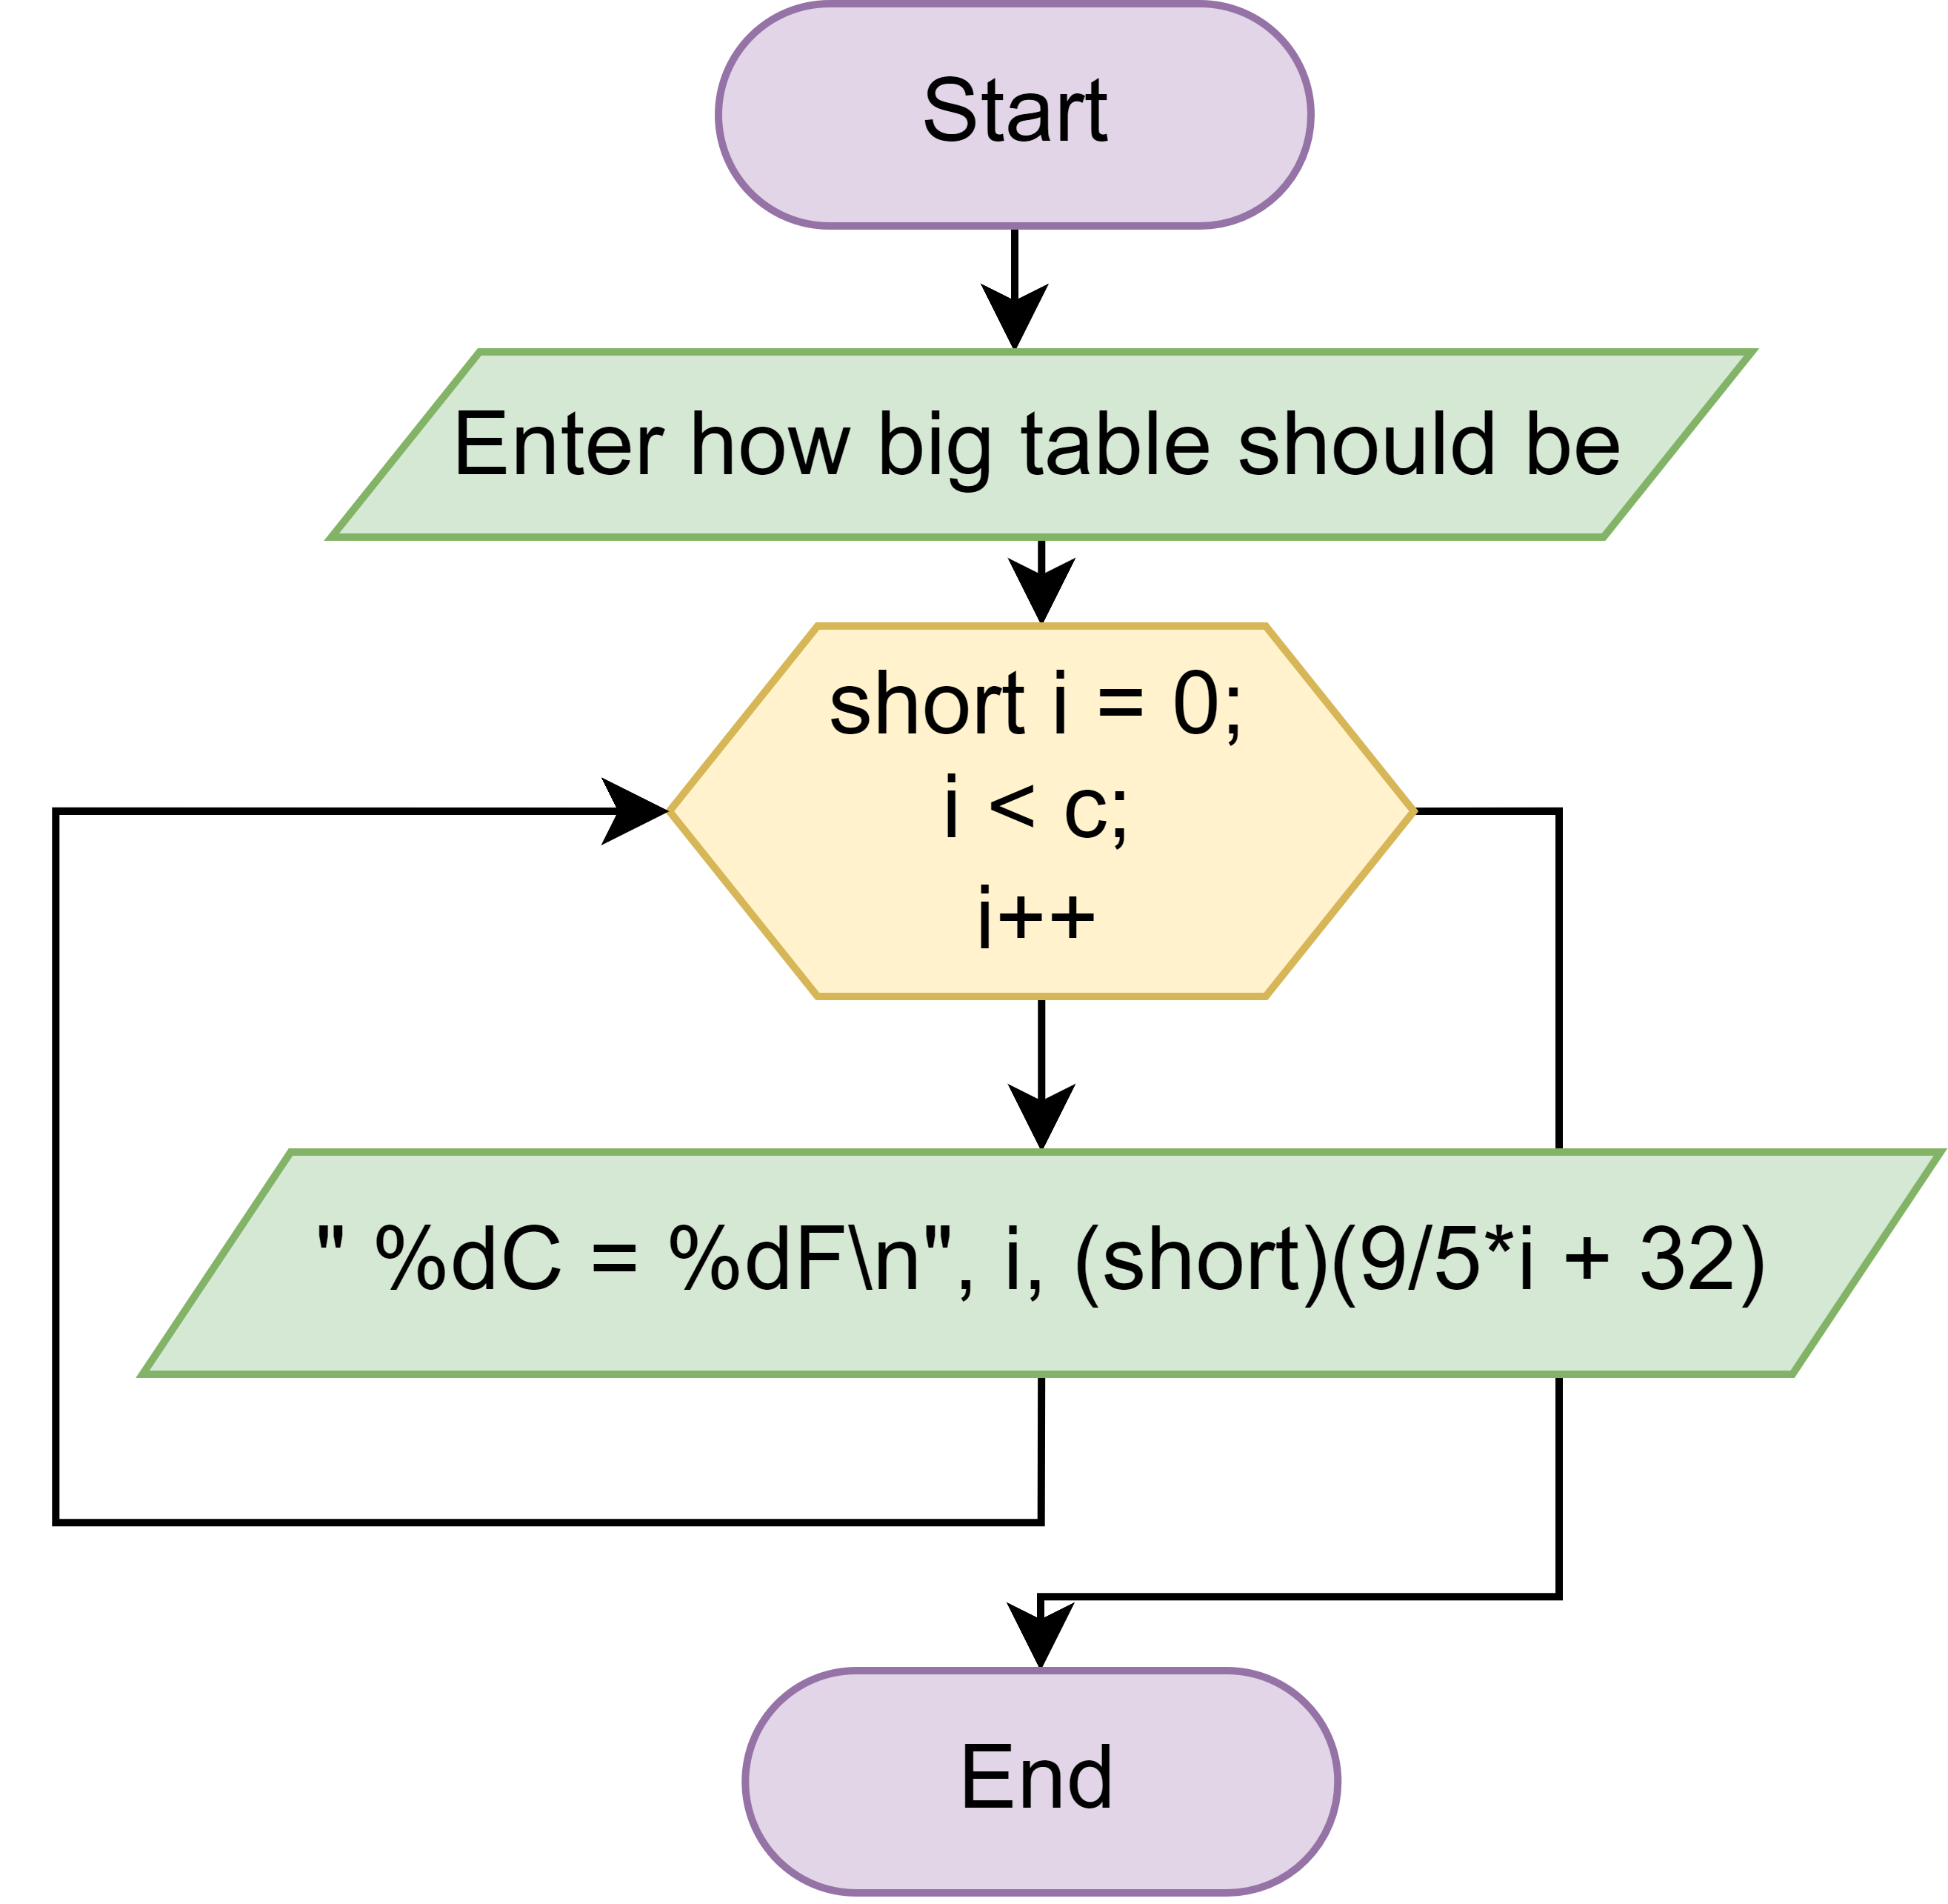 Start
Enter how big table should be
short i = 0;
i < c;
i++
" %dC = %dF\n", i, (short)(9/5*i + 32)
End